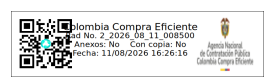 olombia Compra Eficiente
ad No. 2_2026_08_11_008500
Anexos: No Con copia: No
Fecha: 11/08/2026 16:26:16
Agencia Nacional
de Contratación Pública
Colombia Compra Eficiente